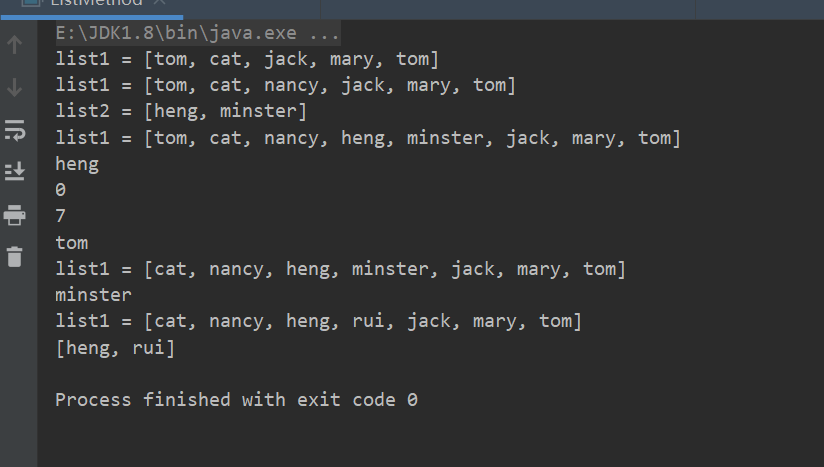 ListMethod
E:\JDK1.8\bin\java.exe ...
list1 = [tom, cat, jack, mary, tom]
list1 = [tom, cat, nancy, jack, mary, tom]
list2 = [heng, minster]
list1 = [tom, cat, nancy, heng, minster, jack, mary, tom]
heng
0
7
tom
list1 = [cat, nancy, heng, minster, jack, mary, tom]
minster
list1 = [cat, nancy, heng, rui, jack, mary, tom]
[heng, rui]
Process finished with exit code 0